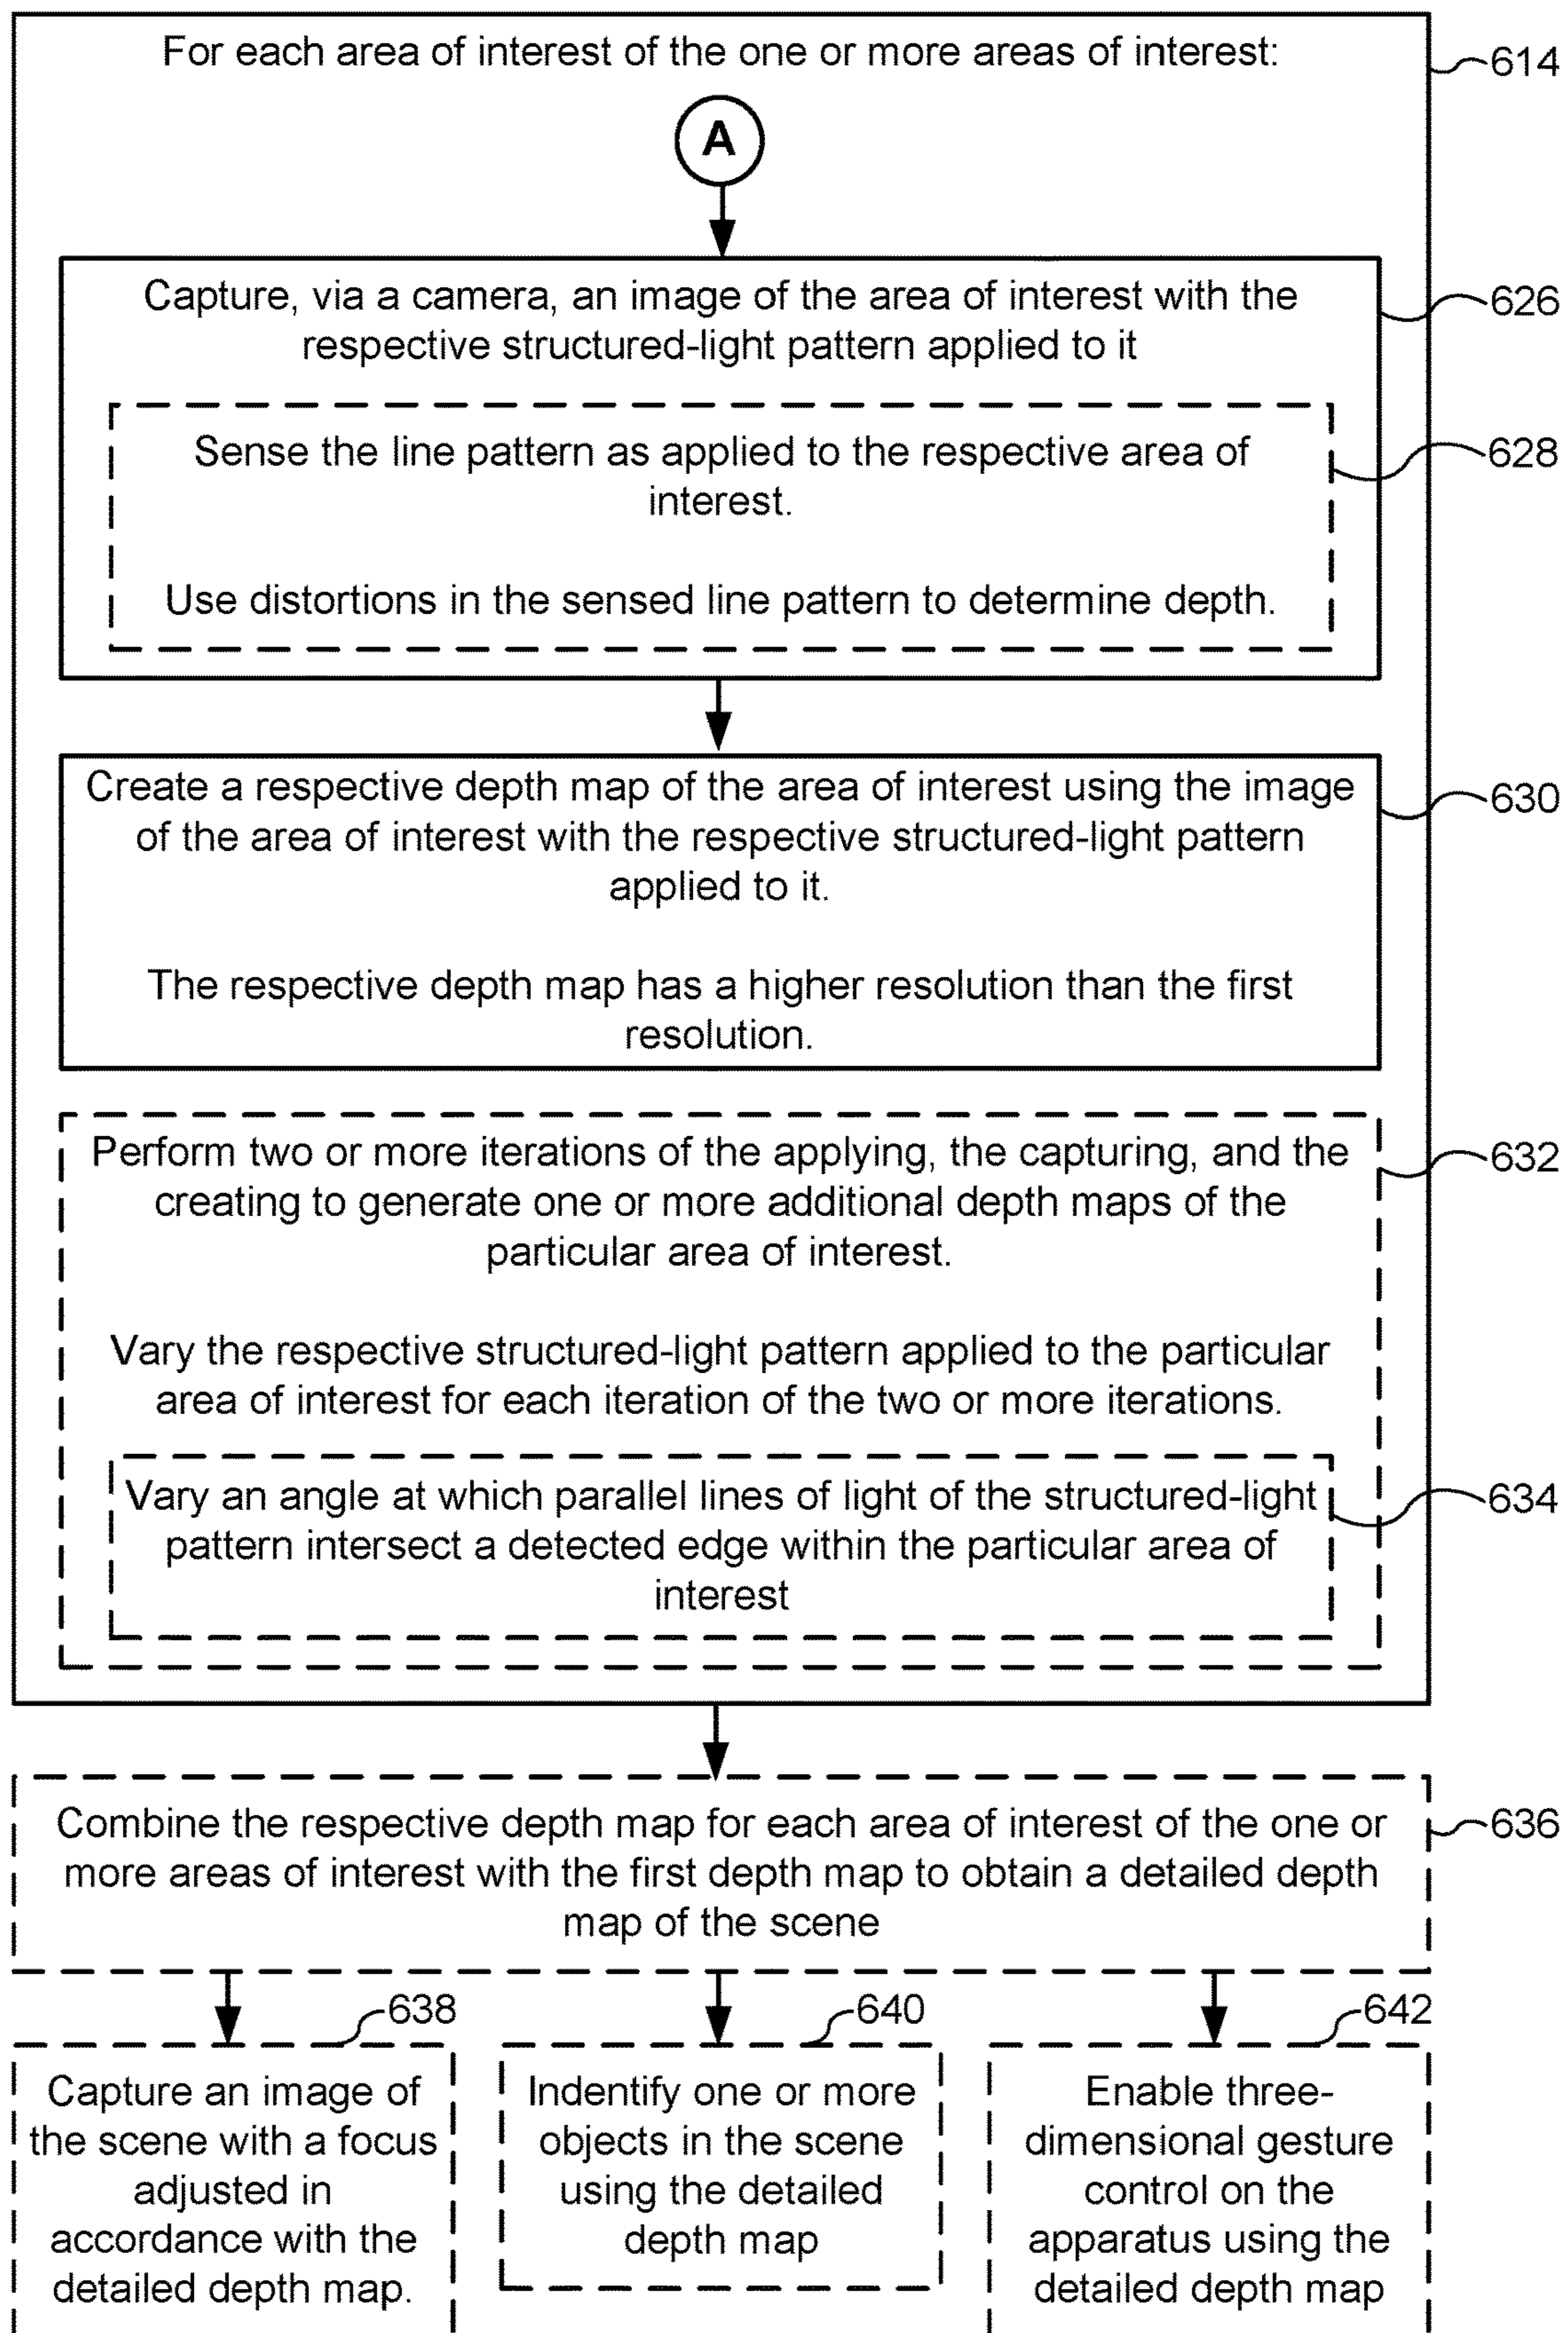 For each area of interest of the one or more areas of interest:
614
A
Capture, via a camera, an image of the area of interest with the
respective structured-light pattern applied to it
626
Sense the line pattern as applied to the respective area of
interest.
628
Use distortions in the sensed line pattern to determine depth.
Create a respective depth map of the area of interest using the image
of the area of interest with the respective structured-light pattern
applied to it.
630
The respective depth map has a higher resolution than the first
resolution.
Perform two or more iterations of the applying, the capturing, and the
creating to generate one or more additional depth maps of the
particular area of interest.
632
Vary the respective structured-light pattern applied to the particular
area of interest for each iteration of the two or more iterations.
Vary an angle at which parallel lines of light of the structured-light
pattern intersect a detected edge within the particular area of
interest
634
Combine the respective depth map for each area of interest of the one or
more areas of interest with the first depth map to obtain a detailed depth
map of the scene
636
638
Capture an image of
the scene with a focus
adjusted in
accordance with the
detailed depth map.
640
Indentify one or more
objects in the scene
using the detailed
depth map
642
Enable three-
dimensional gesture
control on the
apparatus using the
detailed depth map